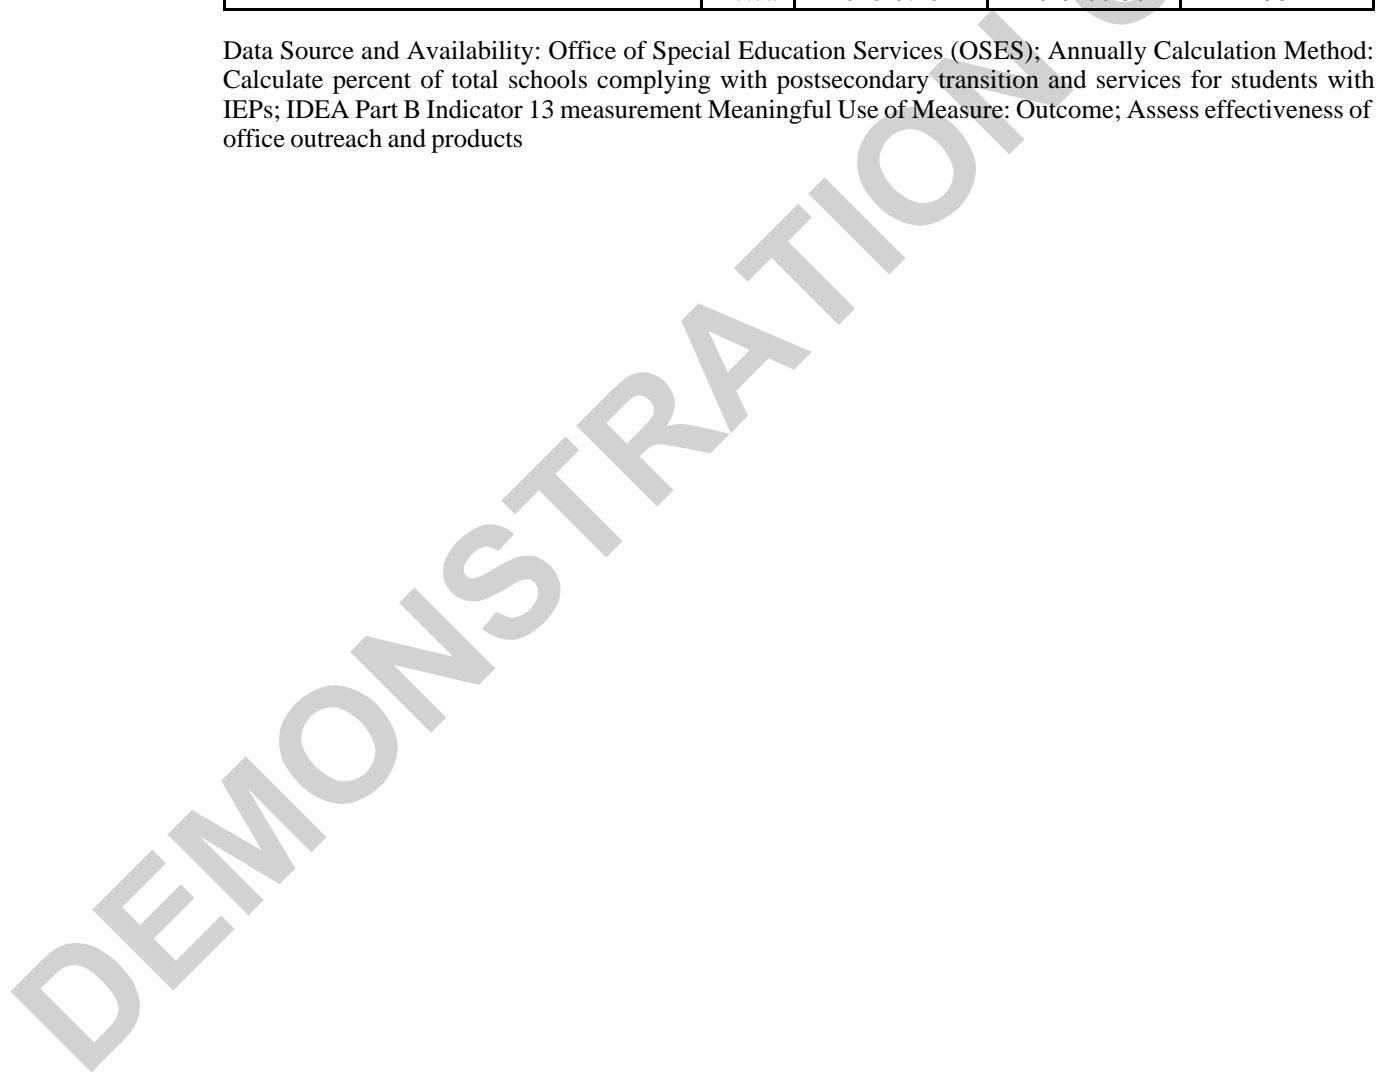 Data Source and Availability: Office of Special Education Services (OSES); Annually Calculation Method:
Calculate percent of total schools complying with postsecondary transition and services for students with
IEPs; IDEA Part B Indicator 13 measurement Meaningful Use of Measure: Outcome; Assess effectiveness of
office outreach and products
DEMONSTRATION